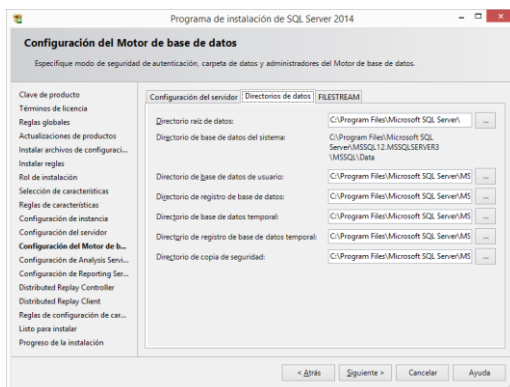 Programa de instalación de SQL Server 2014
Configuración del Motor de base de datos
Especifique modo de seguridad de autenticación, carpeta de datos y administradores del Motor de base de datos.
Clave de producto
Términos de licencia
Reglas globales
Actualizaciones de productos
Instalar archivos de configuraci...
Instalar reglas
Rol de instalación
Selección de características
Reglas de características
Configuración de instancia
Configuración del servidor
Configuración del Motor de b...
Configuración de Analysis Servi...
Configuración de Reporting Ser...
Distributed Replay Controller
Distributed Replay Client
Reglas de configuración de car...
Listo para instalar
Progreso de la instalación
Configuración del servidor Directorios de datos FILESTREAM
Directorio raíz de datos: C:\Program Files\Microsoft SQL Server\ ...
Directorio de base de datos del sistema: C:\Program Files\Microsoft SQL
Server\MSSQL12.MSSQLSERVER3
\MSSQL\Data
Directorio de base de datos de usuario: C:\Program Files\Microsoft SQL Server\MS ...
Directorio de registro de base de datos: C:\Program Files\Microsoft SQL Server\MS ...
Directorio de base de datos temporal: C:\Program Files\Microsoft SQL Server\MS ...
Directorio de registro de base de datos temporal: C:\Program Files\Microsoft SQL Server\MS ...
Directorio de copia de seguridad: C:\Program Files\Microsoft SQL Server\MS ...
< Atrás Siguiente > Cancelar Ayuda